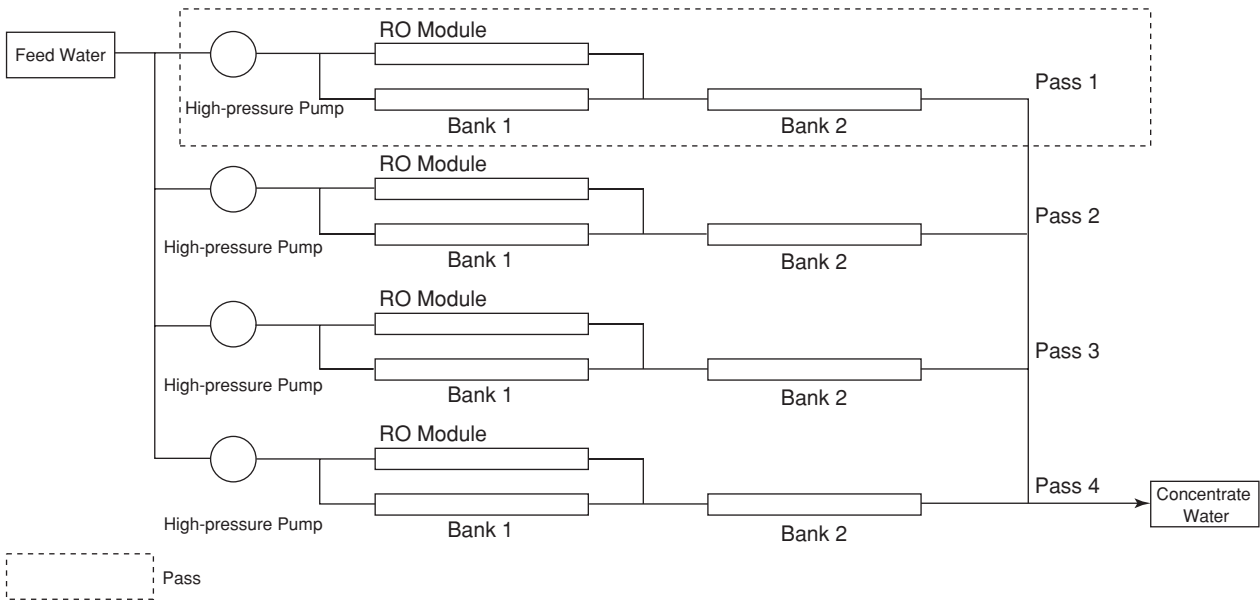 Feed Water
RO Module
Pass 1
High-pressure Pump
Bank 1
Bank 2
RO Module
Pass 2
High-pressure Pump
Bank 1
Bank 2
RO Module
Pass 3
High-pressure Pump
Bank 1
Bank 2
RO Module
Pass 4
Concentrate
Water
High-pressure Pump
Bank 1
Bank 2
Pass